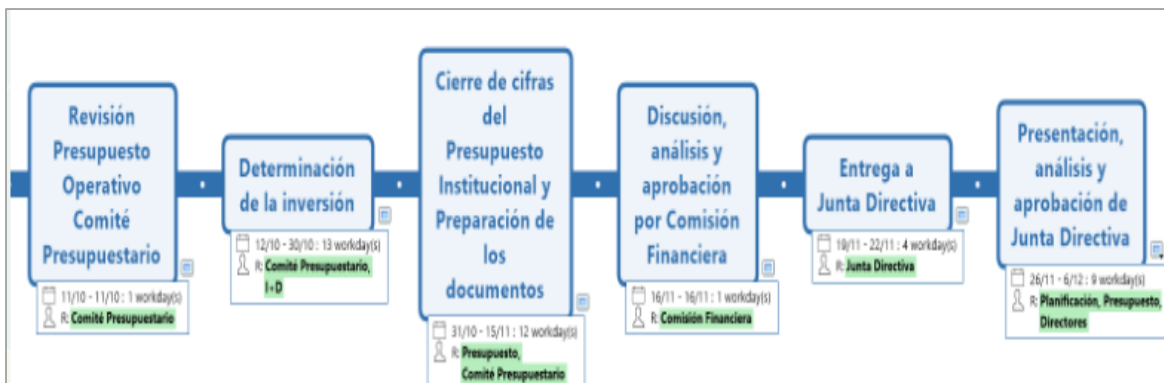 Revisión
Presupuesto
Operativo
Comité
Presupuestario
11/10 - 11/10 : 1 workday(s)
R: Comité Presupuestario
Determinación
de la inversión
12/10 - 30/10 : 13 workday(s)
R: Comité Presupuestario,
I+D
Cierre de cifras
del
Presupuesto
Institucional y
Preparación de
los
documentos
31/10 - 15/11 : 12 workday(s)
R: Presupuesto,
Comité Presupuestario
Discusión,
análisis y
aprobación
por Comisión
Financiera
16/11 - 16/11 : 1 workday(s)
R: Comisión Financiera
Entrega a
Junta Directiva
19/11 - 22/11 : 4 workday(s)
R: Junta Directiva
Presentación,
análisis y
aprobación de
Junta Directiva
26/11 - 6/12 : 9 workday(s)
R: Planificación, Presupuesto,
Directores